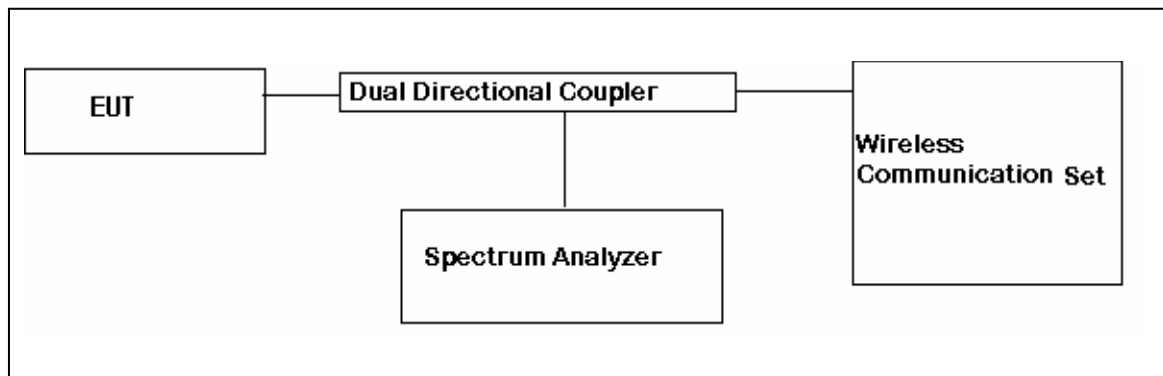 EUT
Dual Directional Coupler
Wireless
Communication Set
Spectrum Analyzer